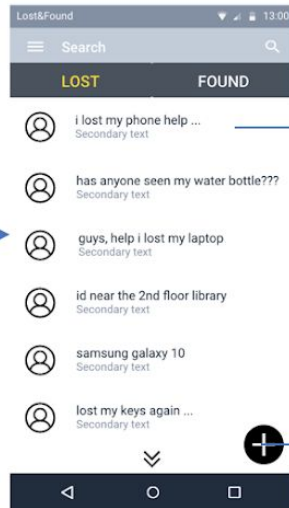 Lost&Found 13:00
Search
LOST FOUND
i lost my phone help ...
Secondary text
has anyone seen my water bottle???
Secondary text
guys, help i lost my laptop
Secondary text
id near the 2nd floor library
Secondary text
samsung galaxy 10
Secondary text
lost my keys again ...
Secondary text